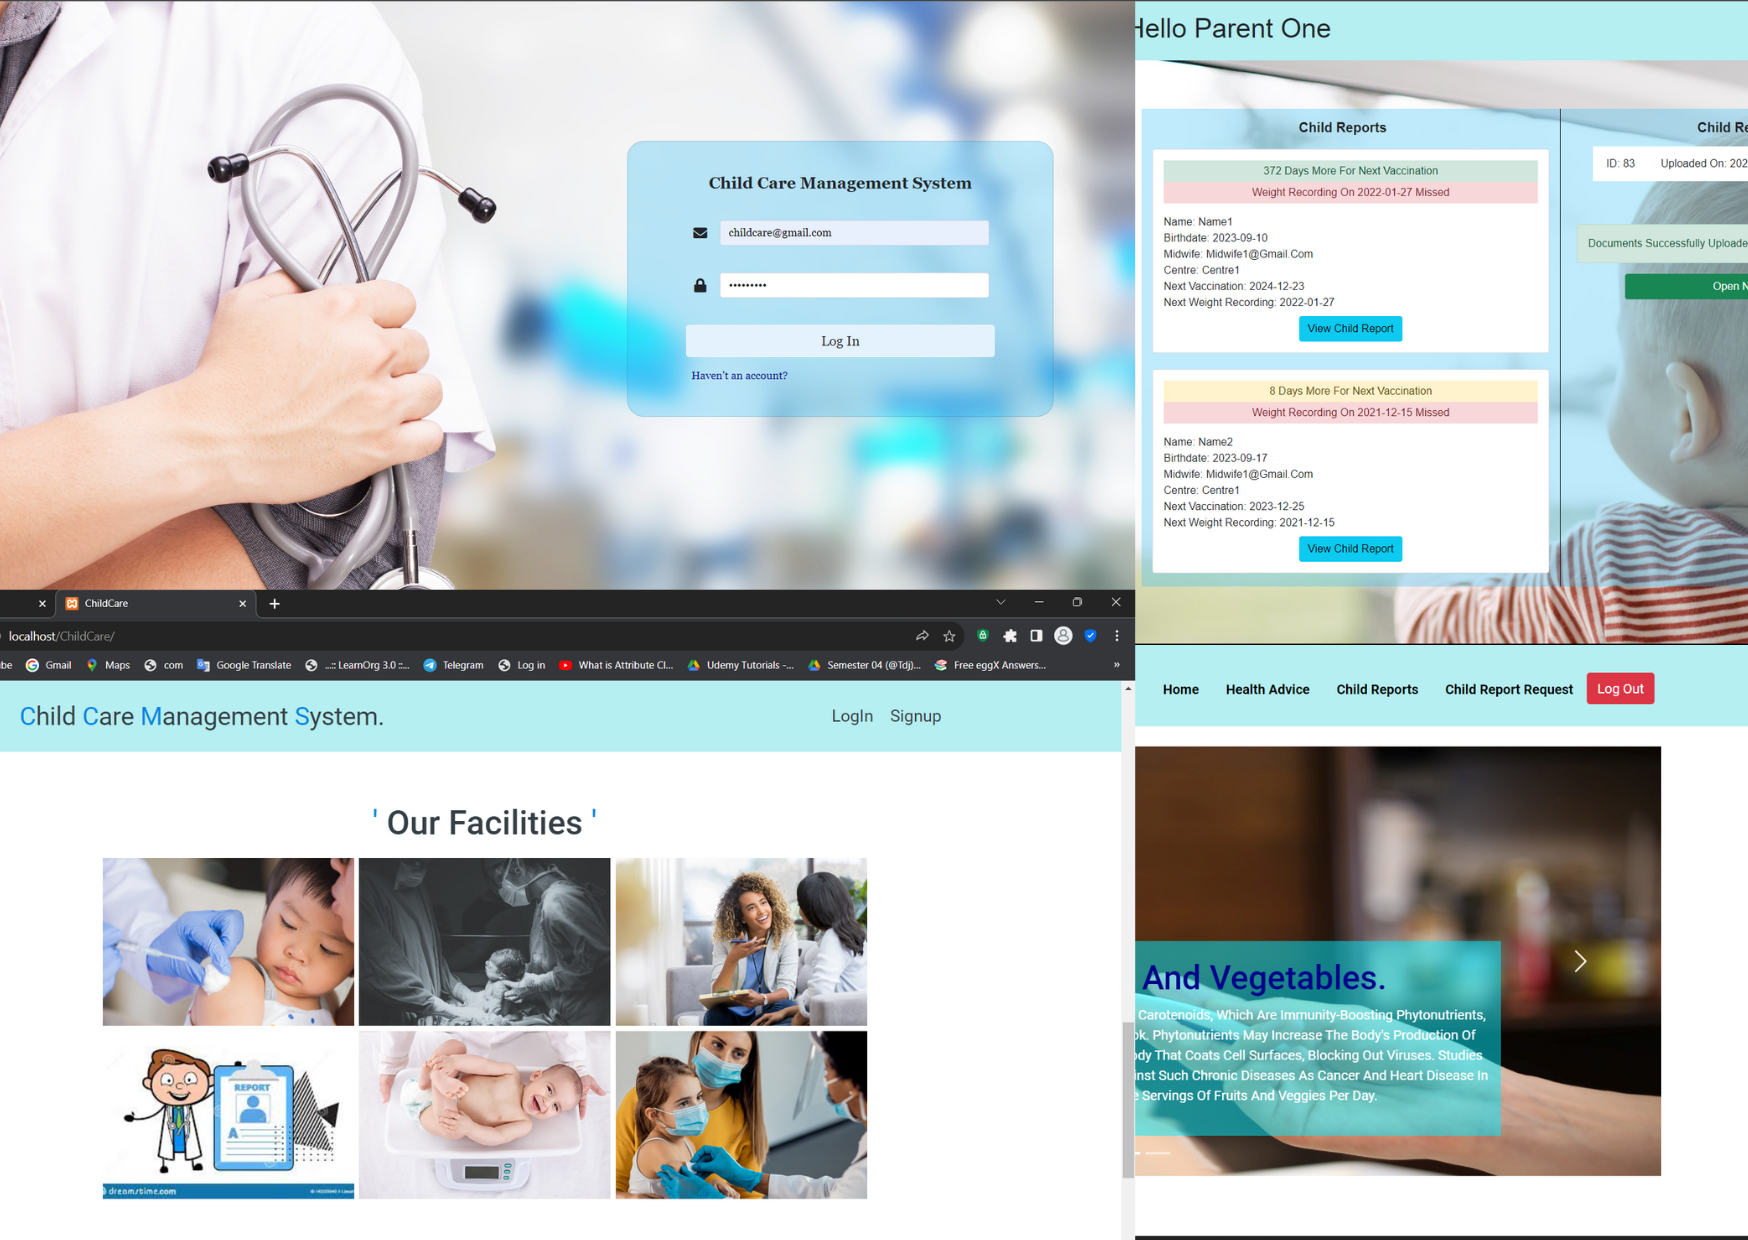 Child Care Management System
childcare@gmail.com
•••••••••
Log In
Haven't an account?
Hello Parent One
Child Reports
372 Days More For Next Vaccination
Weight Recording On 2022-01-27 Missed
Name: Name1
Birthdate: 2023-09-10
Midwife: Midwife1@Gmail.Com
Centre: Centre1
Next Vaccination: 2024-12-23
Next Weight Recording: 2022-01-27
View Child Report
8 Days More For Next Vaccination
Weight Recording On 2021-12-15 Missed
Name: Name2
Birthdate: 2023-09-17
Midwife: Midwife1@Gmail.Com
Centre: Centre1
Next Vaccination: 2023-12-25
Next Weight Recording: 2021-12-15
View Child Report
Child Re
ID: 83 Uploaded On: 202
Documents Successfully Uploade
Open N
ChildCare
localhost/ChildCare/
be Gmail Maps com Google Translate ...:: LearnOrg 3.0 ::... Telegram Log in What is Attribute Cl... Udemy Tutorials -... Semester 04 (@Tdj)... Free eggX Answers... »
Child Care Management System.
LogIn Signup
' Our Facilities '
REPORT
A
dreamstime.com
Home Health Advice Child Reports Child Report Request Log Out
And Vegetables.
Carotenoids, Which Are Immunity-Boosting Phytonutrients,
ok. Phytonutrients May Increase The Body's Production Of
ody That Coats Cell Surfaces, Blocking Out Viruses. Studies
inst Such Chronic Diseases As Cancer And Heart Disease In
e Servings Of Fruits And Veggies Per Day.